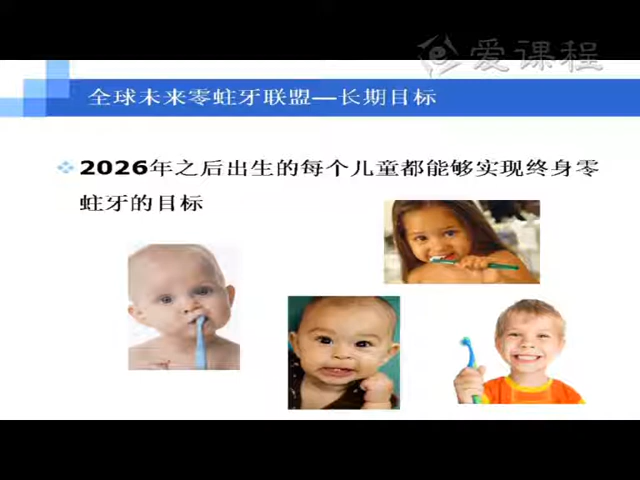 爱课程
全球未来零蛀牙联盟—长期目标
2026年之后出生的每个儿童都能够实现终身零
蛀牙的目标